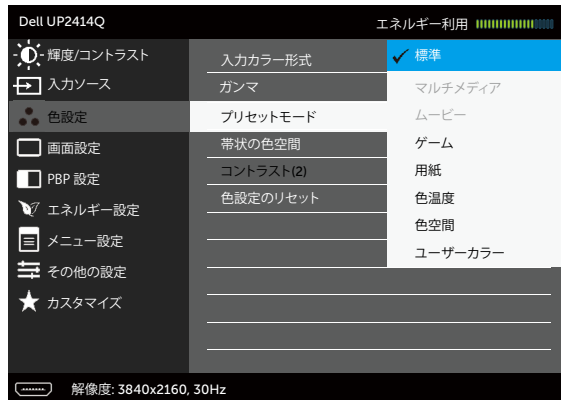 Dell UP2414Q
エネルギー利用
輝度/コントラスト
入力ソース
色設定
画面設定
PBP 設定
エネルギー設定
メニュー設定
その他の設定
カスタマイズ
入力カラー形式
ガンマ
プリセットモード
帯状の色空間
コントラスト(2)
色設定のリセット
標準
マルチメディア
ムービー
ゲーム
用紙
色温度
色空間
ユーザーカラー
解像度: 3840x2160, 30Hz